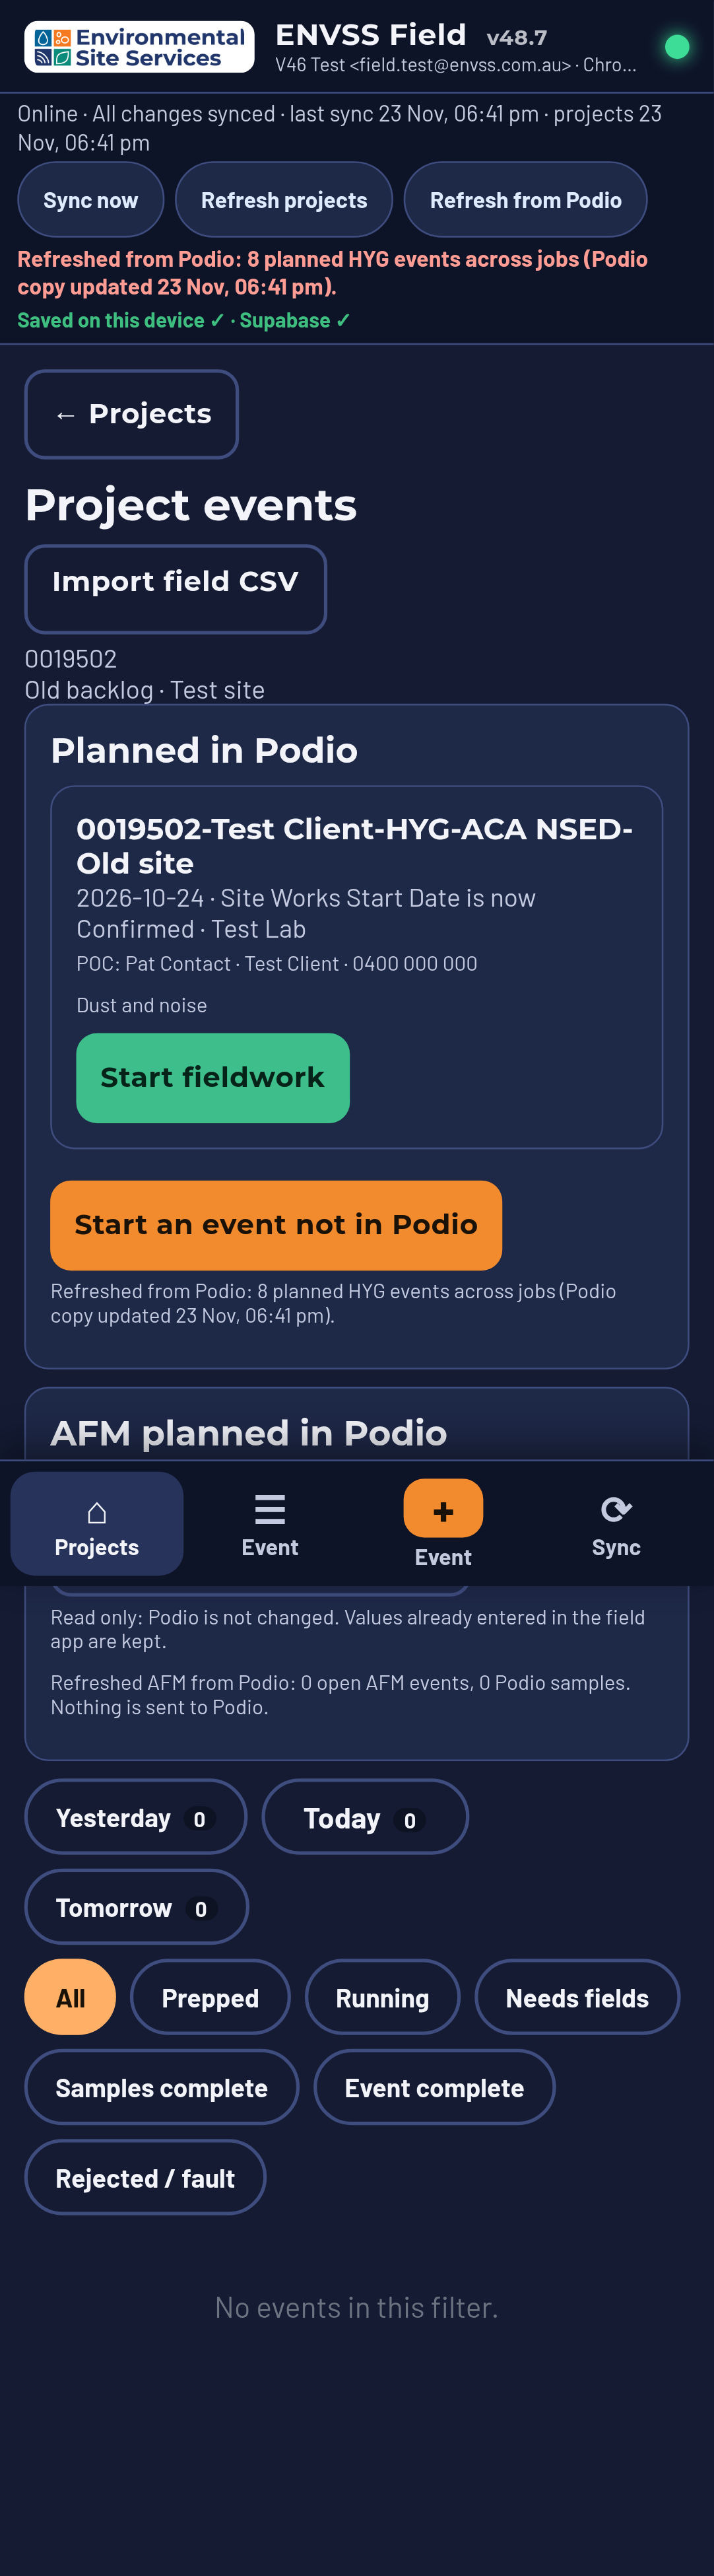 Environmental
Site Services
ENVSS Field v48.7
V46 Test <field.test@envss.com.au> · Chro...
Online · All changes synced · last sync 23 Nov, 06:41 pm · projects 23
Nov, 06:41 pm
Sync now
Refresh projects
Refresh from Podio
Refreshed from Podio: 8 planned HYG events across jobs (Podio
copy updated 23 Nov, 06:41 pm).
Saved on this device ✓ · Supabase ✓
← Projects
Project events
Import field CSV
0019502
Old backlog · Test site
Planned in Podio
0019502-Test Client-HYG-ACA NSED-
Old site
2026-10-24 · Site Works Start Date is now
Confirmed · Test Lab
POC: Pat Contact · Test Client · 0400 000 000
Dust and noise
Start fieldwork
Start an event not in Podio
Refreshed from Podio: 8 planned HYG events across jobs (Podio
copy updated 23 Nov, 06:41 pm).
AFM planned in Podio
Projects
Event
+
Event
Sync
Read only: Podio is not changed. Values already entered in the field
app are kept.
Refreshed AFM from Podio: 0 open AFM events, 0 Podio samples.
Nothing is sent to Podio.
Yesterday 0
Today 0
Tomorrow 0
All
Prepped
Running
Needs fields
Samples complete
Event complete
Rejected / fault
No events in this filter.